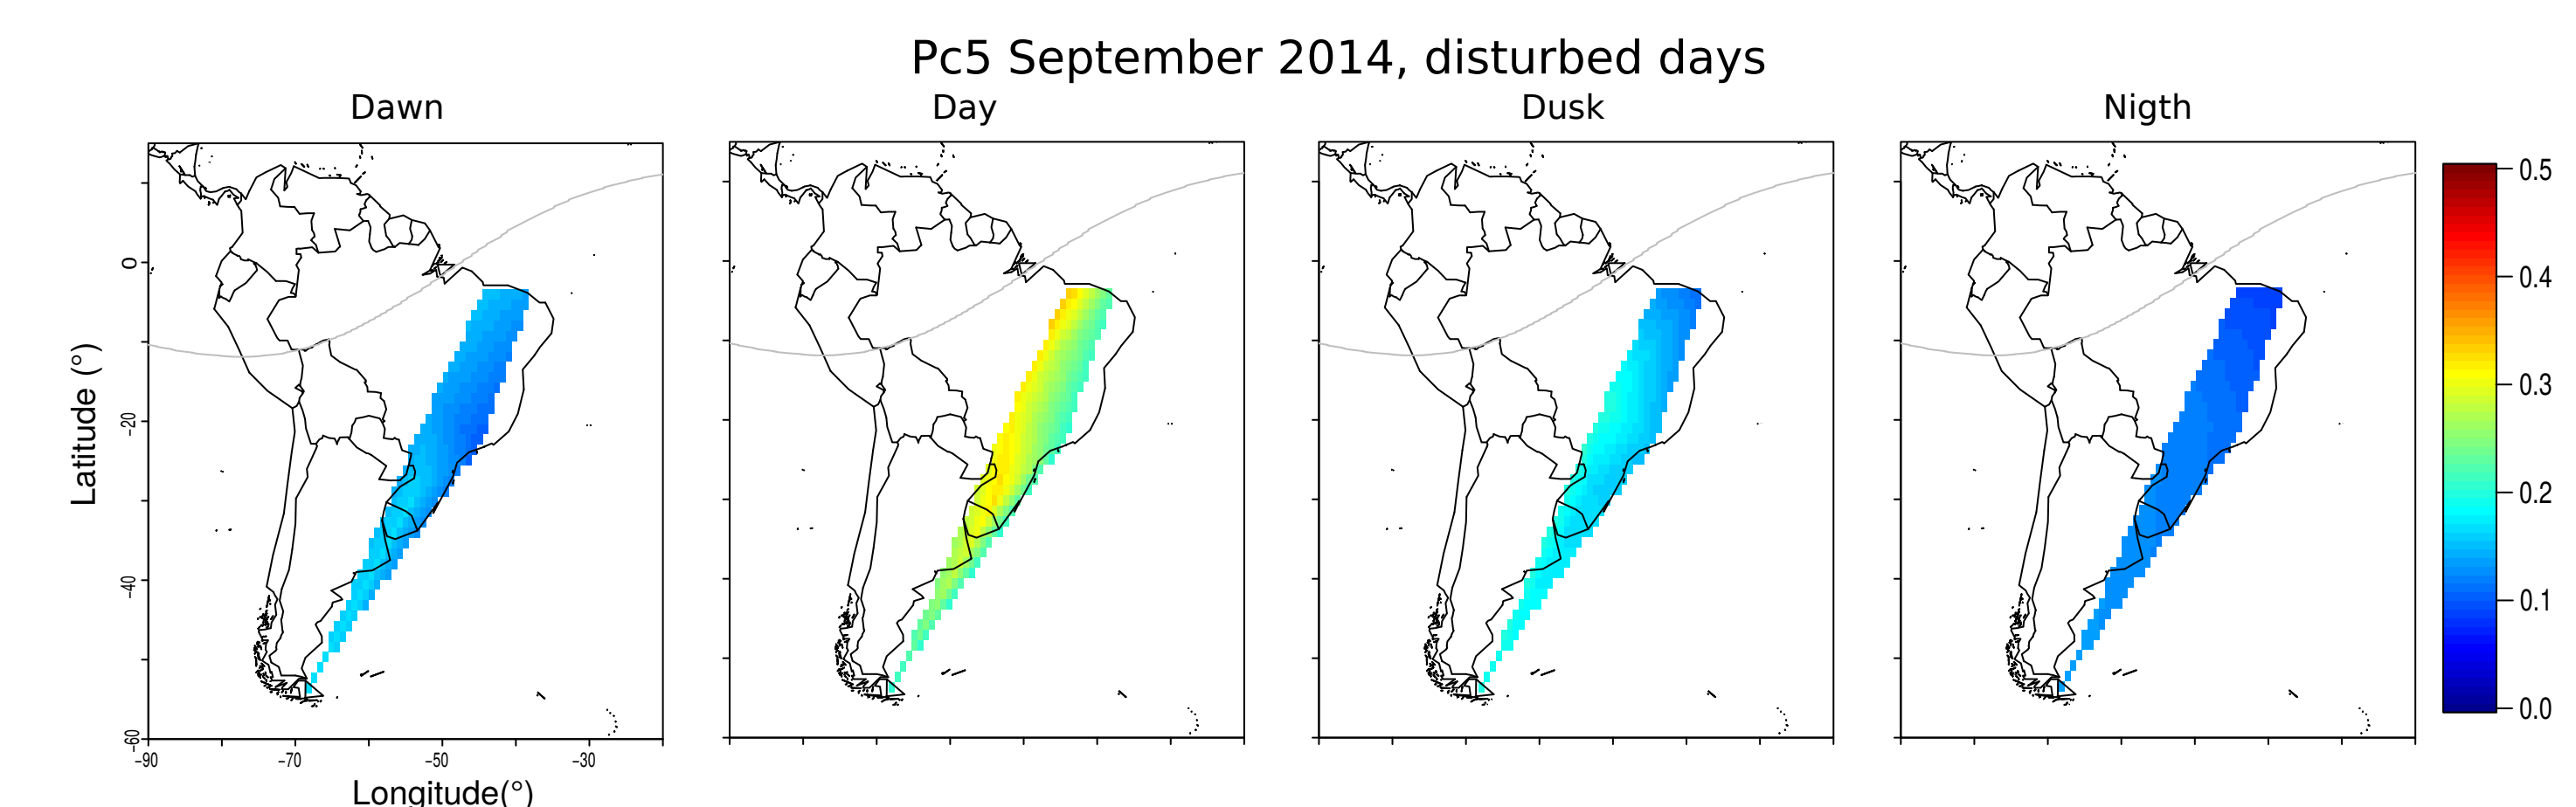 Pc5 September 2014, disturbed days
Dawn Day Dusk Nigth
Latitude (°)
0
−20
−40
−60
−90 −70 −50 −30
Longitude(°)
0.5
0.4
0.3
0.2
0.1
0.0